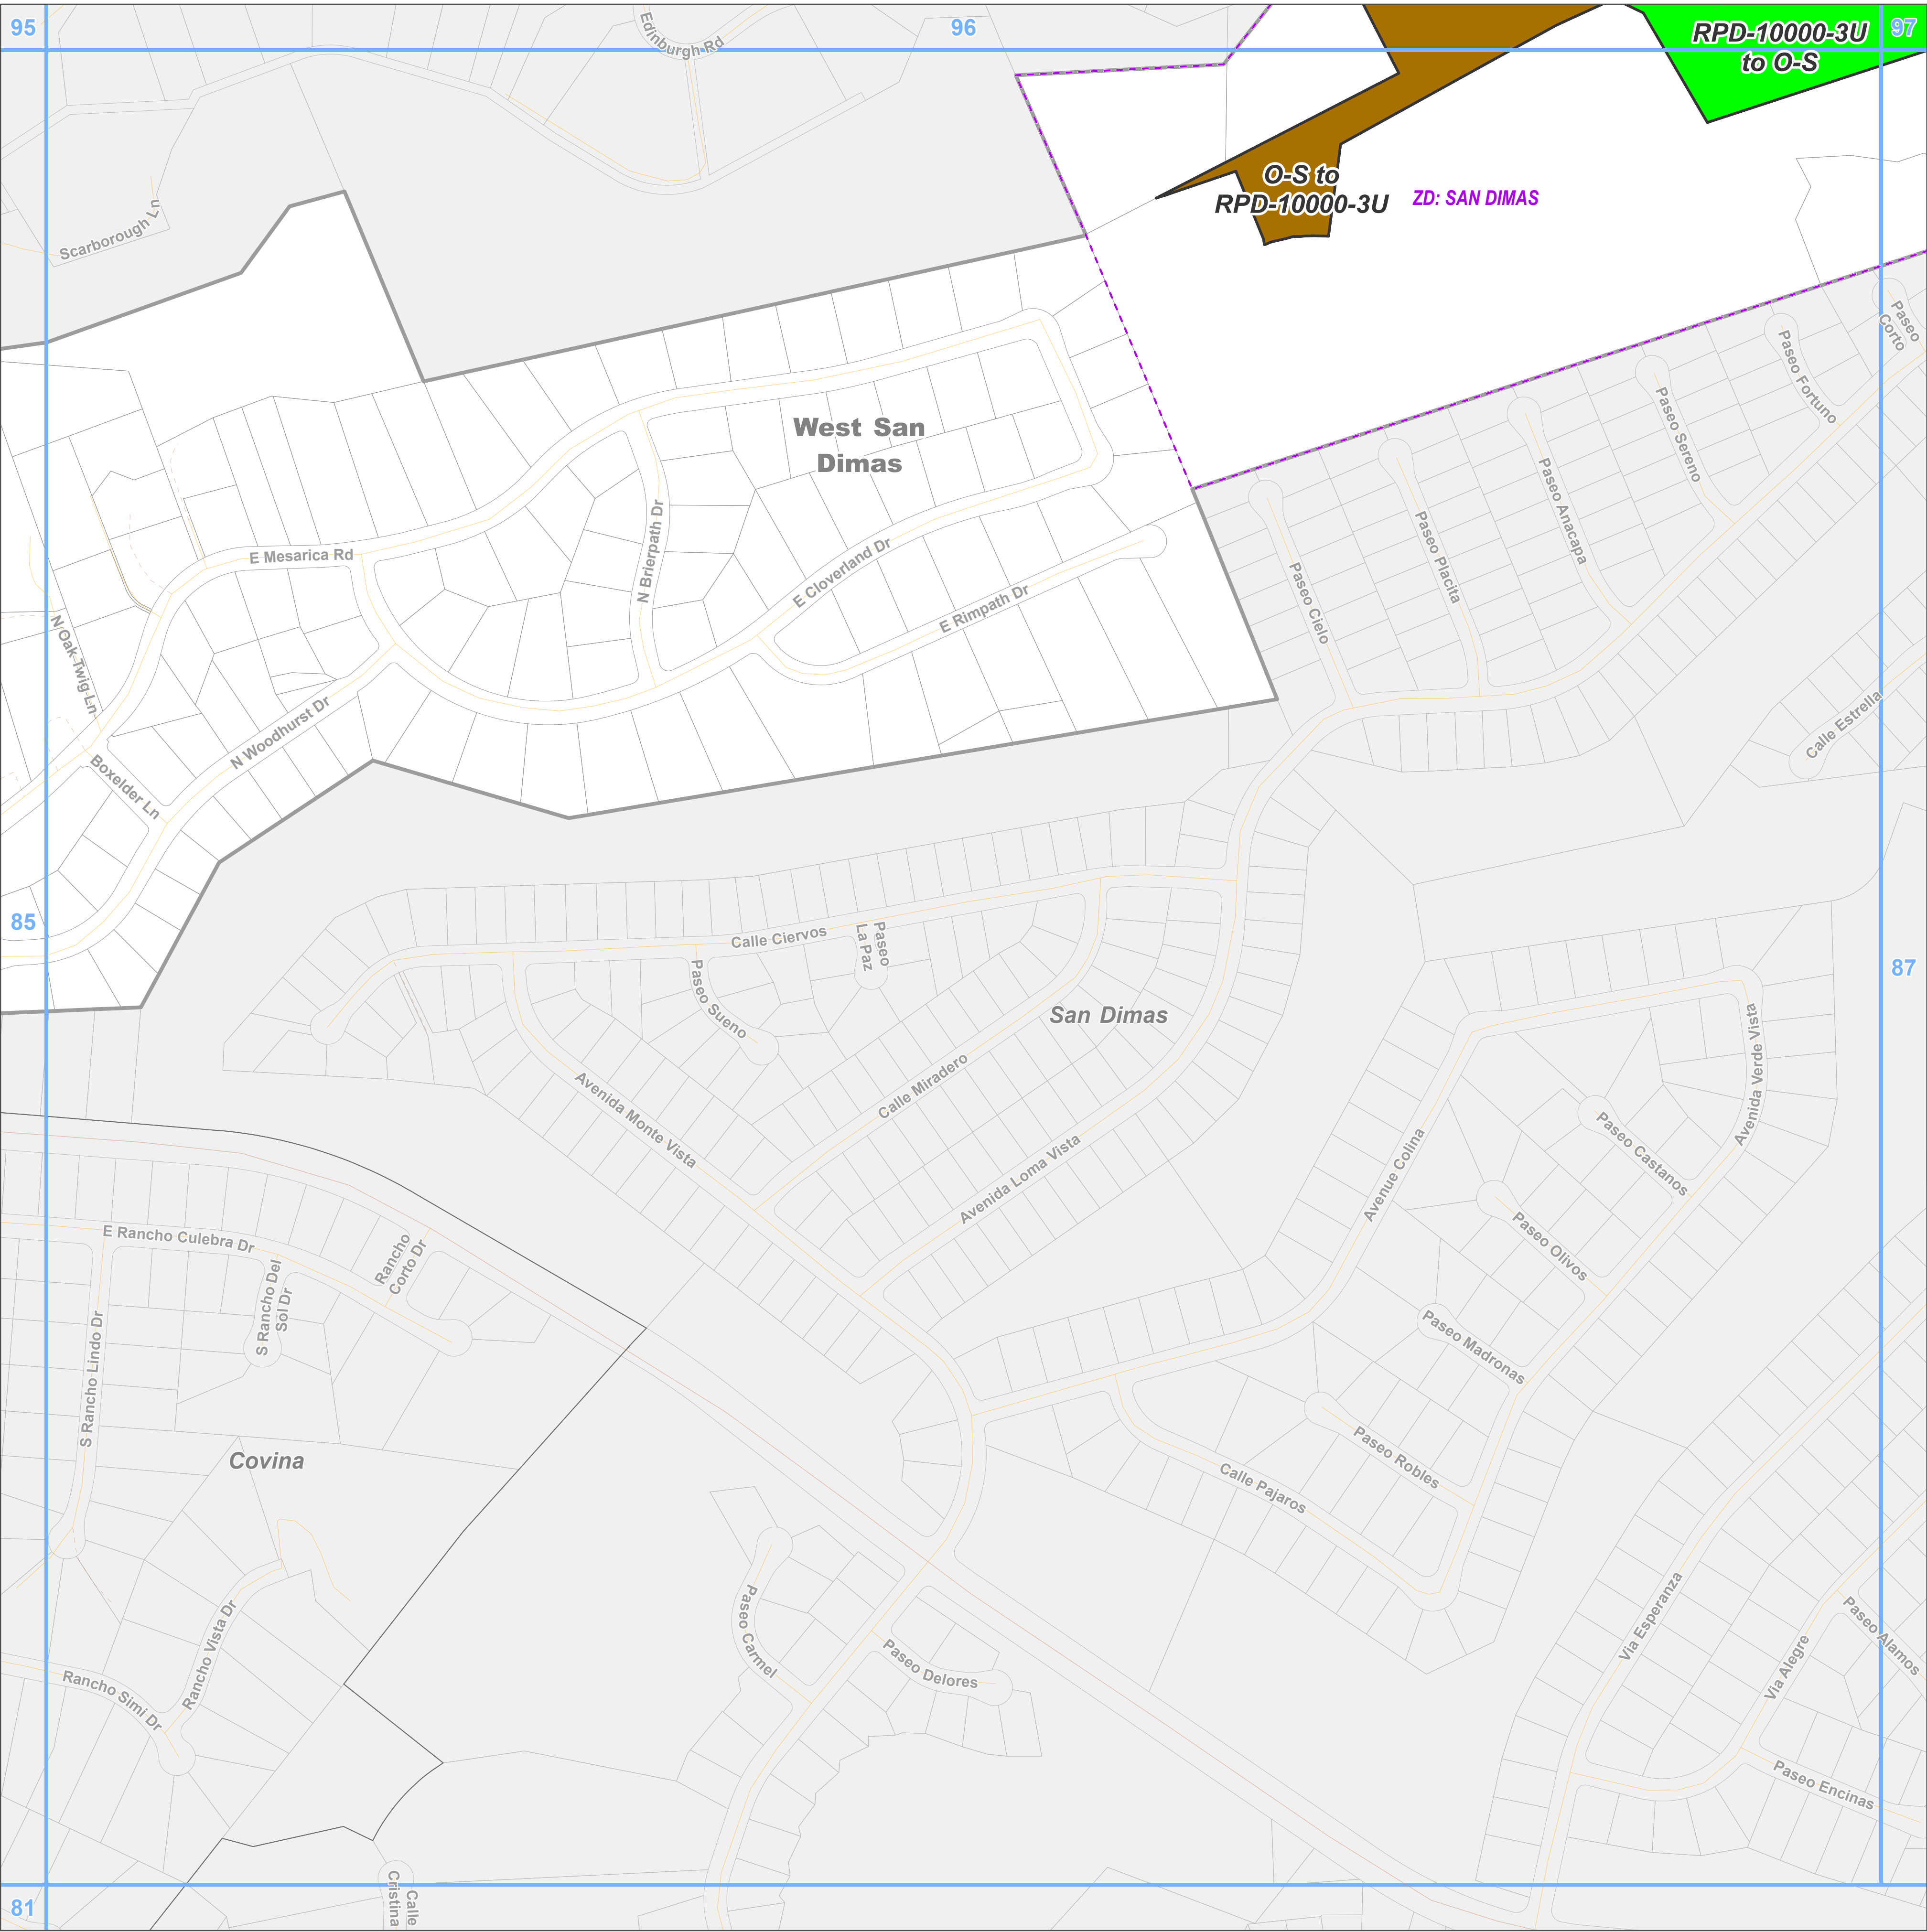 95
96
97
Edinburgh Rd
RPD-10000-3U
to O-S
O-S to
RPD-10000-3U
ZD: SAN DIMAS
Scarborough Ln
Paseo
Corto
Paseo Fortuno
Paseo Sereno
West San
Dimas
Paseo Anacapa
Paseo Placita
N Brierpath Dr
E Mesarica Rd
E Cloverland Dr
E Rimpath Dr
Paseo Cielo
N Oak Twig Ln
N Woodhurst Dr
Boxelder Ln
Calle Estrella
85
Calle Ciervos
Paseo
La Paz
87
Paseo Sueno
San Dimas
Avenida Verde Vista
Calle Miradero
Avenida Monte Vista
Paseo Castanos
Avenida Loma Vista
Avenue Colina
Paseo Olivos
E Rancho Culebra Dr
Rancho
Corto Dr
S Rancho Del
Sol Dr
S Rancho Lindo Dr
Paseo Madronas
Covina
Paseo Robles
Calle Pajaros
Paseo Carmel
Via Esperanza
Paseo Alamos
Rancho Vista Dr
Paseo Delores
Via Alegre
Rancho Simi Dr
Paseo Encinas
Calle
Cristina
81